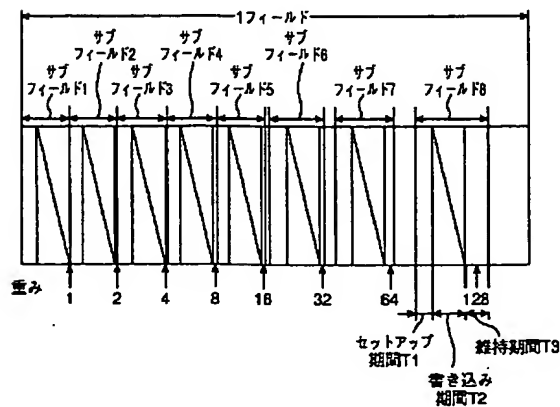 1フィールド
サブ
フィールド1
サブ
フィールド2
サブ
フィールド3
サブ
フィールド4
サブ
フィールド5
サブ
フィールド6
サブ
フィールド7
サブ
フィールド8
重み 1 2 4 8 16 32 64 128
セットアップ
期間T1
書き込み
期間T2
維持期間T3